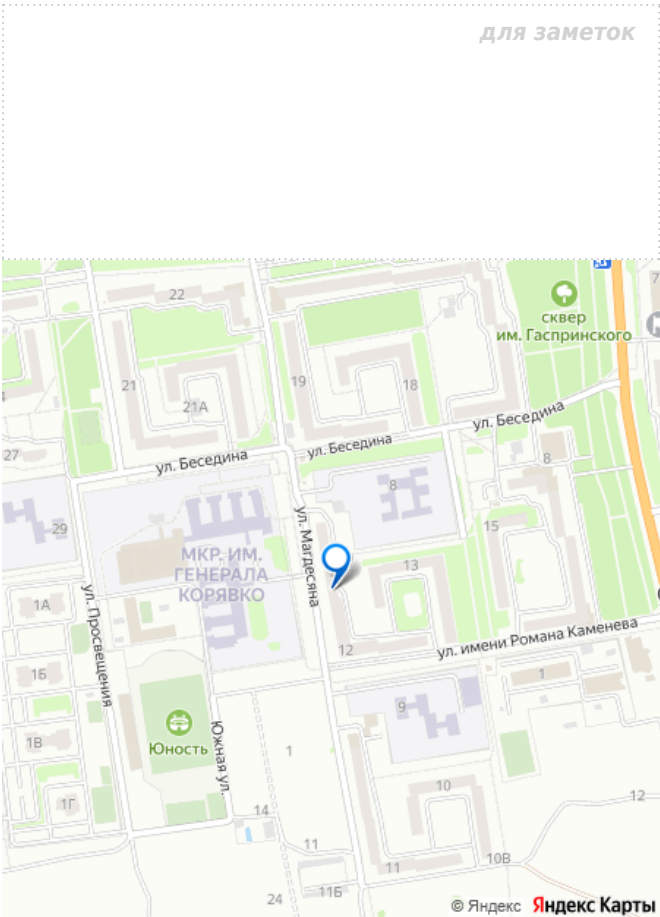 для заметок
22
7
сквер
им. Гаспринского
19
18
21
21А
ул. Беседина
ул. Беседина
ул. Беседина
27
8
8
29
15
ул. Магдесяна
МКР. ИМ.
ГЕНЕРАЛА
КОРЯВКО
13
1А
ул. Просвещения
ул. имени Романа Каменева
12
1Б
1
9
Юность
Южная ул.
1В
1
10
12
1Г
14
11
10В
11
11Б
24
© Яндекс
Яндекс Карты